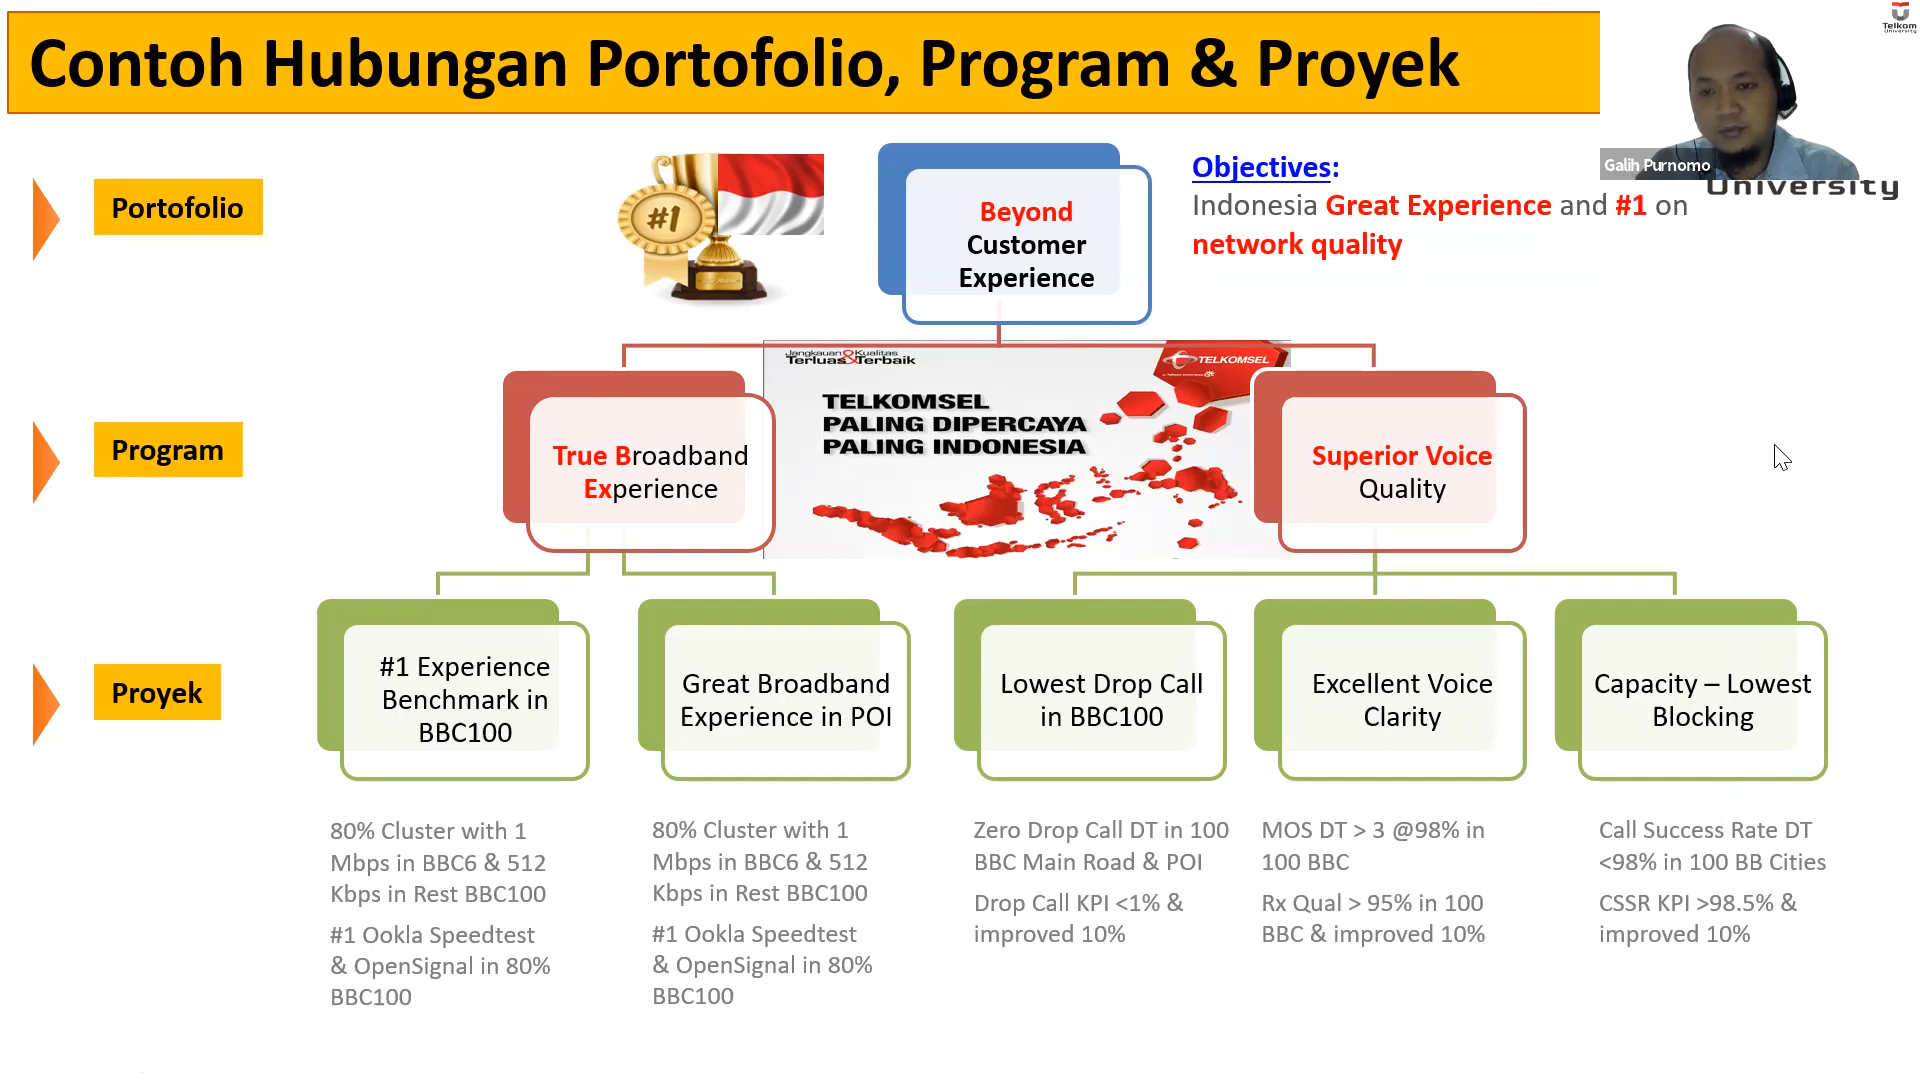 Contoh Hubungan Portofolio, Program & Proyek
Telkom
University
Galih Purnomo
University
Portofolio
#1
Beyond
Customer
Experience
Objectives:
Indonesia Great Experience and #1 on
network quality
Jangkauan&Kualitas
Terluas&Terbaik
TELKOMSEL
TELKOMSEL
PALING DIPERCAYA
PALING INDONESIA
Program
True Broadband
Experience
Superior Voice
Quality
Proyek
#1 Experience
Benchmark in
BBC100
Great Broadband
Experience in POI
Lowest Drop Call
in BBC100
Excellent Voice
Clarity
Capacity – Lowest
Blocking
80% Cluster with 1
Mbps in BBC6 & 512
Kbps in Rest BBC100
#1 Ookla Speedtest
& OpenSignal in 80%
BBC100
80% Cluster with 1
Mbps in BBC6 & 512
Kbps in Rest BBC100
#1 Ookla Speedtest
& OpenSignal in 80%
BBC100
Zero Drop Call DT in 100
BBC Main Road & POI
Drop Call KPI <1% &
improved 10%
MOS DT > 3 @98% in
100 BBC
Rx Qual > 95% in 100
BBC & improved 10%
Call Success Rate DT
<98% in 100 BB Cities
CSSR KPI >98.5% &
improved 10%